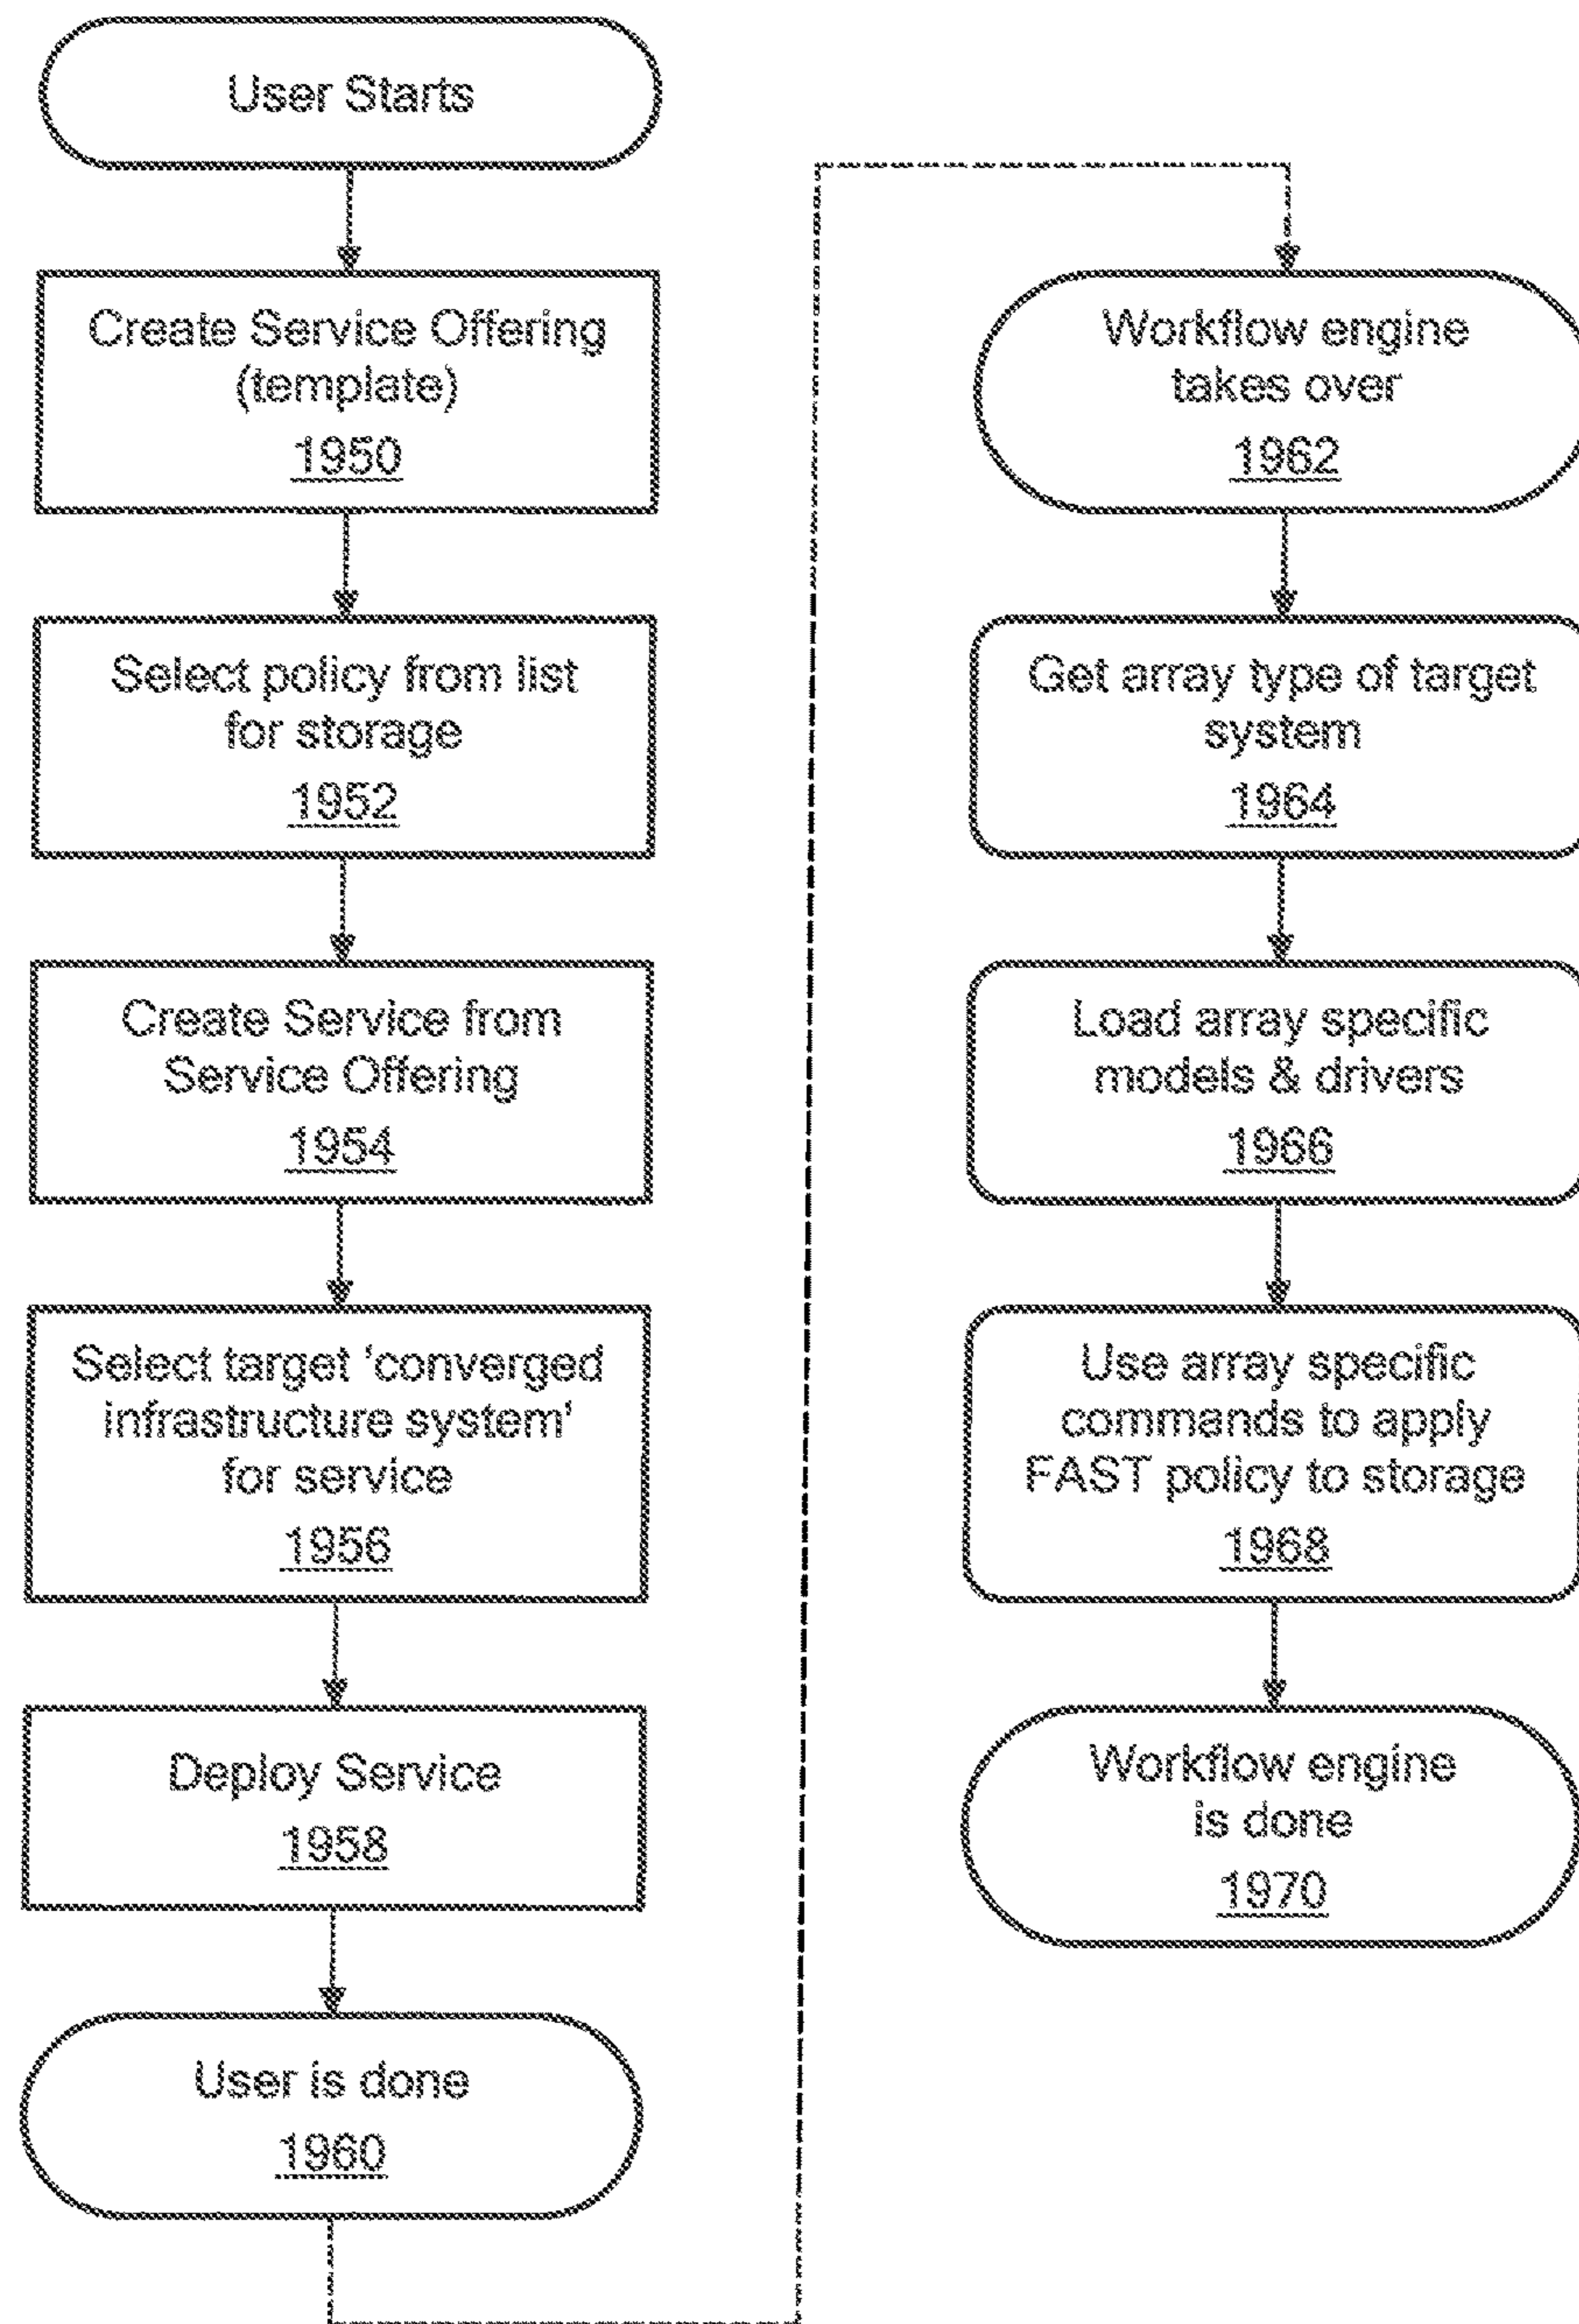 User Starts
Create Service Offering
(template)
1950
Select policy from list
for storage
1952
Create Service from
Service Offering
1954
Select target ‘converged
infrastructure system’
for service
1956
Deploy Service
1958
User is done
1960
Workflow engine
takes over
1962
Get array type of target
system
1964
Load array specific
models & drivers
1966
Use array specific
commands to apply
FAST policy to storage
1968
Workflow engine
is done
1970